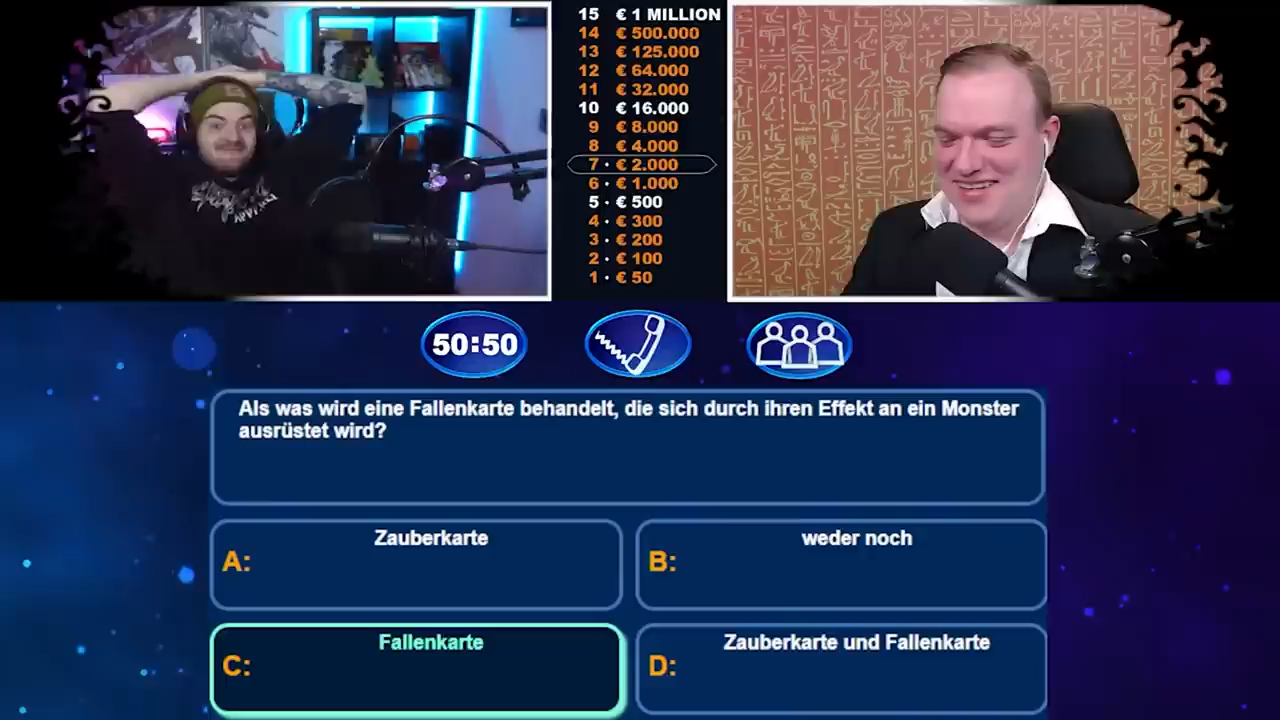 15 € 1 MILLION
14 € 500.000
13 € 125.000
12 € 64.000
11 € 32.000
10 € 16.000
9 € 8.000
8 € 4.000
7 · € 2.000
6 · € 1.000
5 · € 500
4 · € 300
3 · € 200
2 · € 100
1 · € 50
50:50
Als was wird eine Fallenkarte behandelt, die sich durch ihren Effekt an ein Monster
ausrüstet wird?
A: Zauberkarte
B: weder noch
C: Fallenkarte
D: Zauberkarte und Fallenkarte